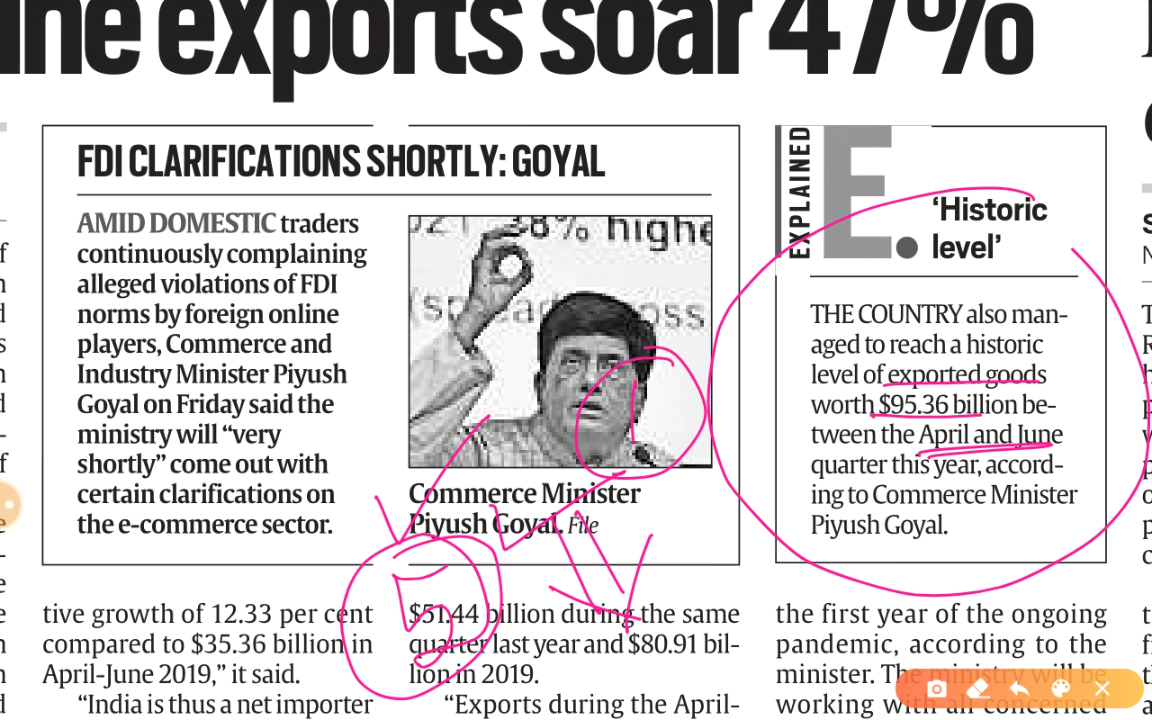 ne exports soar 47%
FDI CLARIFICATIONS SHORTLY: GOYAL
AMID DOMESTIC traders
continuously complaining
alleged violations of FDI
norms by foreign online
players, Commerce and
Industry Minister Piyush
Goyal on Friday said the
ministry will “very
shortly” come out with
certain clarifications on
the e-commerce sector.
38% highe
Commerce Minister
Piyush Goyal. File
EXPLAINED
E.
‘Historic
level’
THE COUNTRY also man-
aged to reach a historic
level of exported goods
worth $95.36 billion be-
tween the April and June
quarter this year, accord-
ing to Commerce Minister
Piyush Goyal.
tive growth of 12.33 per cent
compared to $35.36 billion in
April-June 2019,” it said.
“India is thus a net importer
$51.44 billion during the same
quarter last year and $80.91 bil-
lion in 2019.
“Exports during the April-
the first year of the ongoing
pandemic, according to the
minister. The ministry will be
working with all concerned
5